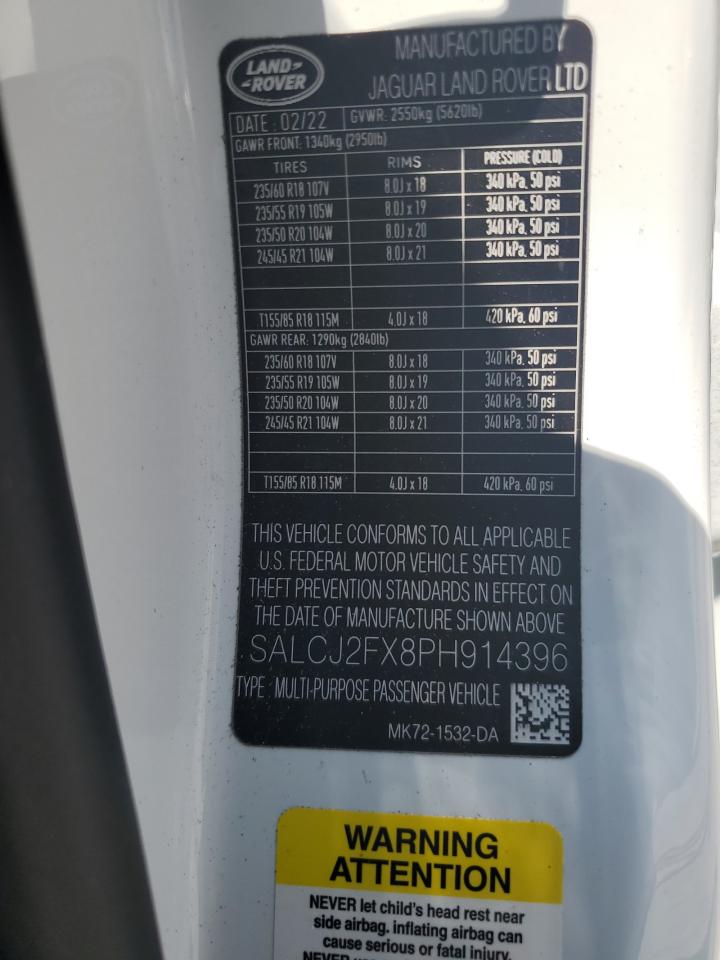 LAND-
-ROVER
MANUFACTURED BY
JAGUAR LAND ROVER LTD
DATE : 02/22 GVWR: 2550kg (5620lb)
GAWR FRONT: 1340kg (2950lb)
TIRES RIMS PRESSURE (COLD)
235/60 R18 107V 8.0J x 18 340 kPa, 50 psi
235/55 R19 105W 8.0J x 19 340 kPa, 50 psi
235/50 R20 104W 8.0J x 20 340 kPa, 50 psi
245/45 R21 104W 8.0J x 21 340 kPa, 50 psi
T155/85 R18 115M 4.0J x 18 420 kPa, 60 psi
GAWR REAR: 1290kg (2840lb)
235/60 R18 107V 8.0J x 18 340 kPa, 50 psi
235/55 R19 105W 8.0J x 19 340 kPa, 50 psi
235/50 R20 104W 8.0J x 20 340 kPa, 50 psi
245/45 R21 104W 8.0J x 21 340 kPa, 50 psi
T155/85 R18 115M 4.0J x 18 420 kPa, 60 psi
THIS VEHICLE CONFORMS TO ALL APPLICABLE
U.S. FEDERAL MOTOR VEHICLE SAFETY AND
THEFT PREVENTION STANDARDS IN EFFECT ON
THE DATE OF MANUFACTURE SHOWN ABOVE
SALCJ2FX8PH914396
TYPE : MULTI-PURPOSE PASSENGER VEHICLE
MK72-1532-DA
WARNING
ATTENTION
NEVER let child's head rest near
side airbag. inflating airbag can
cause serious or fatal injury.